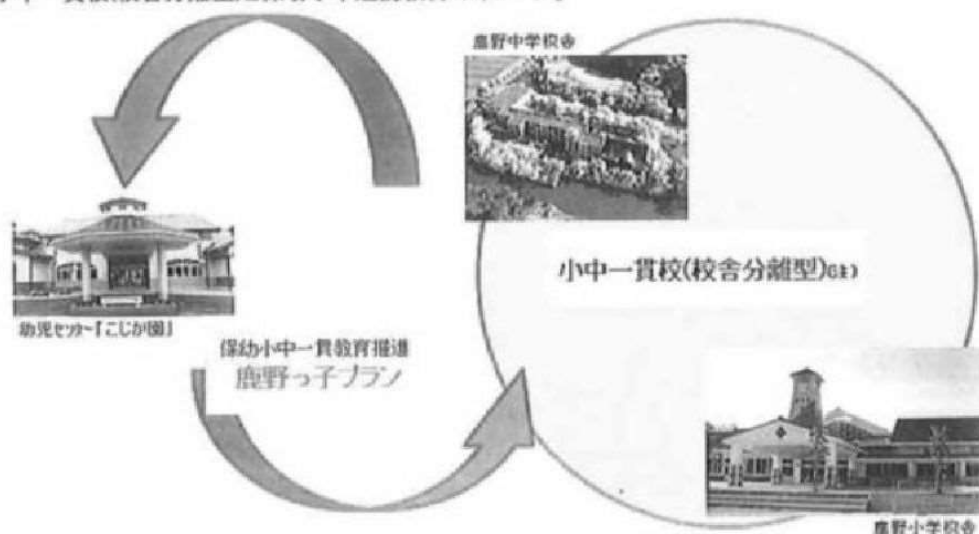 鹿野中学校舎
小中一貫校(校舎分離型)
幼児センター「こじか園」
保幼小中一貫教育推進
鹿野っ子プラン
鹿野小学校舎